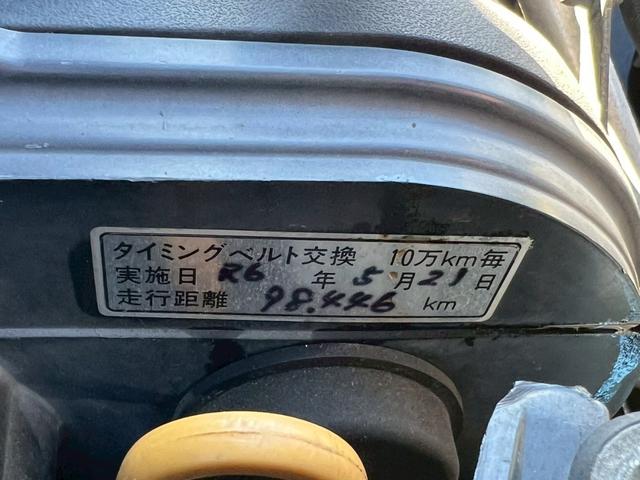 タイミングベルト交換 10万km毎
実施日 R6 年 5 月 21 日
走行距離 98.446 km